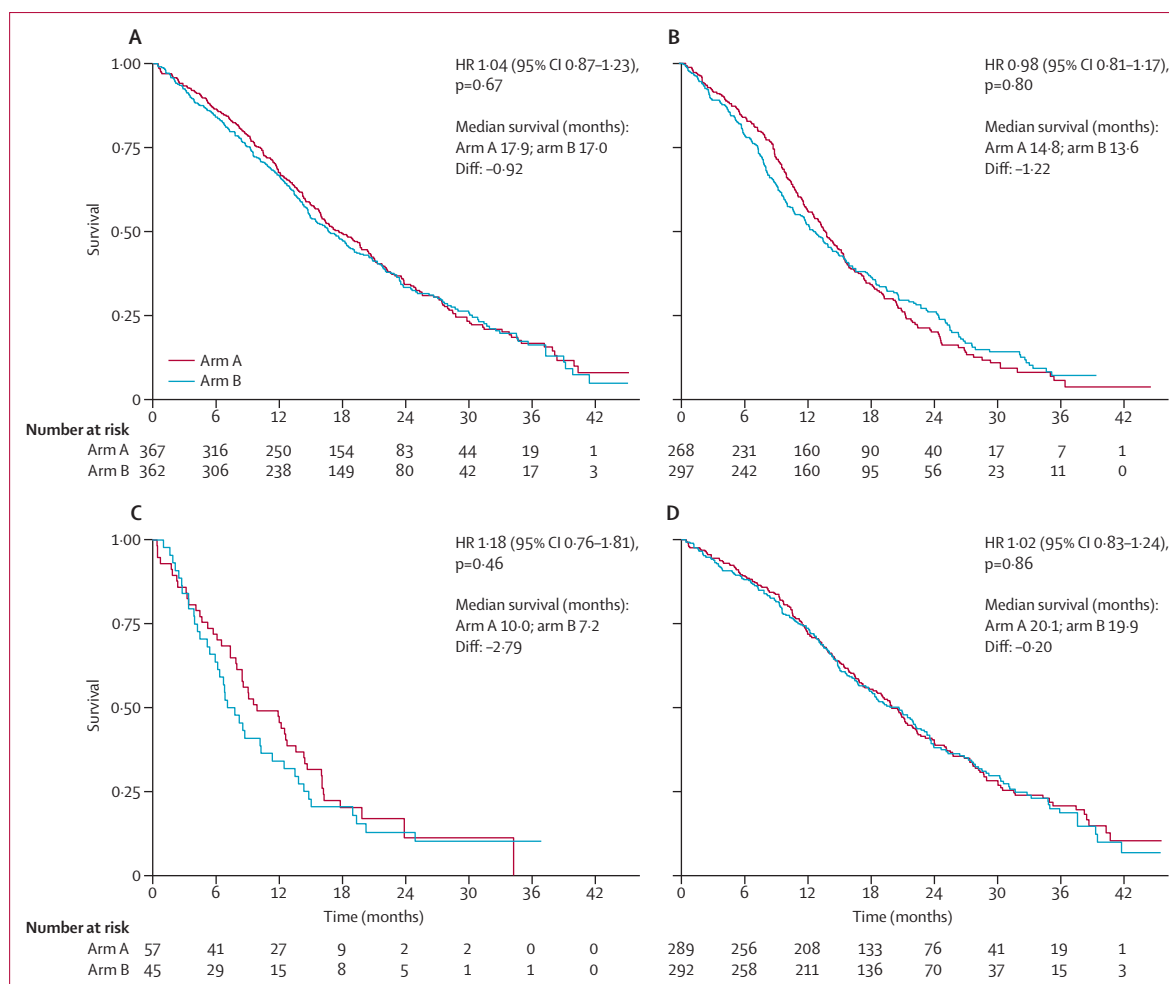 A
HR 1·04 (95% CI 0·87–1·23),
p=0·67
Median survival (months):
Arm A 17·9; arm B 17·0
Diff: –0·92
1·00
0·75
0·50
0·25
0
Survival
Arm A
Arm B
0 6 12 18 24 30 36 42
Number at risk
Arm A 367 316 250 154 83 44 19 1
Arm B 362 306 238 149 80 42 17 3
B
HR 0·98 (95% CI 0·81–1·17),
p=0·80
Median survival (months):
Arm A 14·8; arm B 13·6
Diff: –1·22
0 6 12 18 24 30 36 42
268 231 160 90 40 17 7 1
297 242 160 95 56 23 11 0
C
HR 1·18 (95% CI 0·76–1·81),
p=0·46
Median survival (months):
Arm A 10·0; arm B 7·2
Diff: –2·79
1·00
0·75
0·50
0·25
0
Survival
0 6 12 18 24 30 36 42
Time (months)
Number at risk
Arm A 57 41 27 9 2 2 0 0
Arm B 45 29 15 8 5 1 1 0
D
HR 1·02 (95% CI 0·83–1·24),
p=0·86
Median survival (months):
Arm A 20·1; arm B 19·9
Diff: –0·20
0 6 12 18 24 30 36 42
Time (months)
289 256 208 133 76 41 19 1
292 258 211 136 70 37 15 3